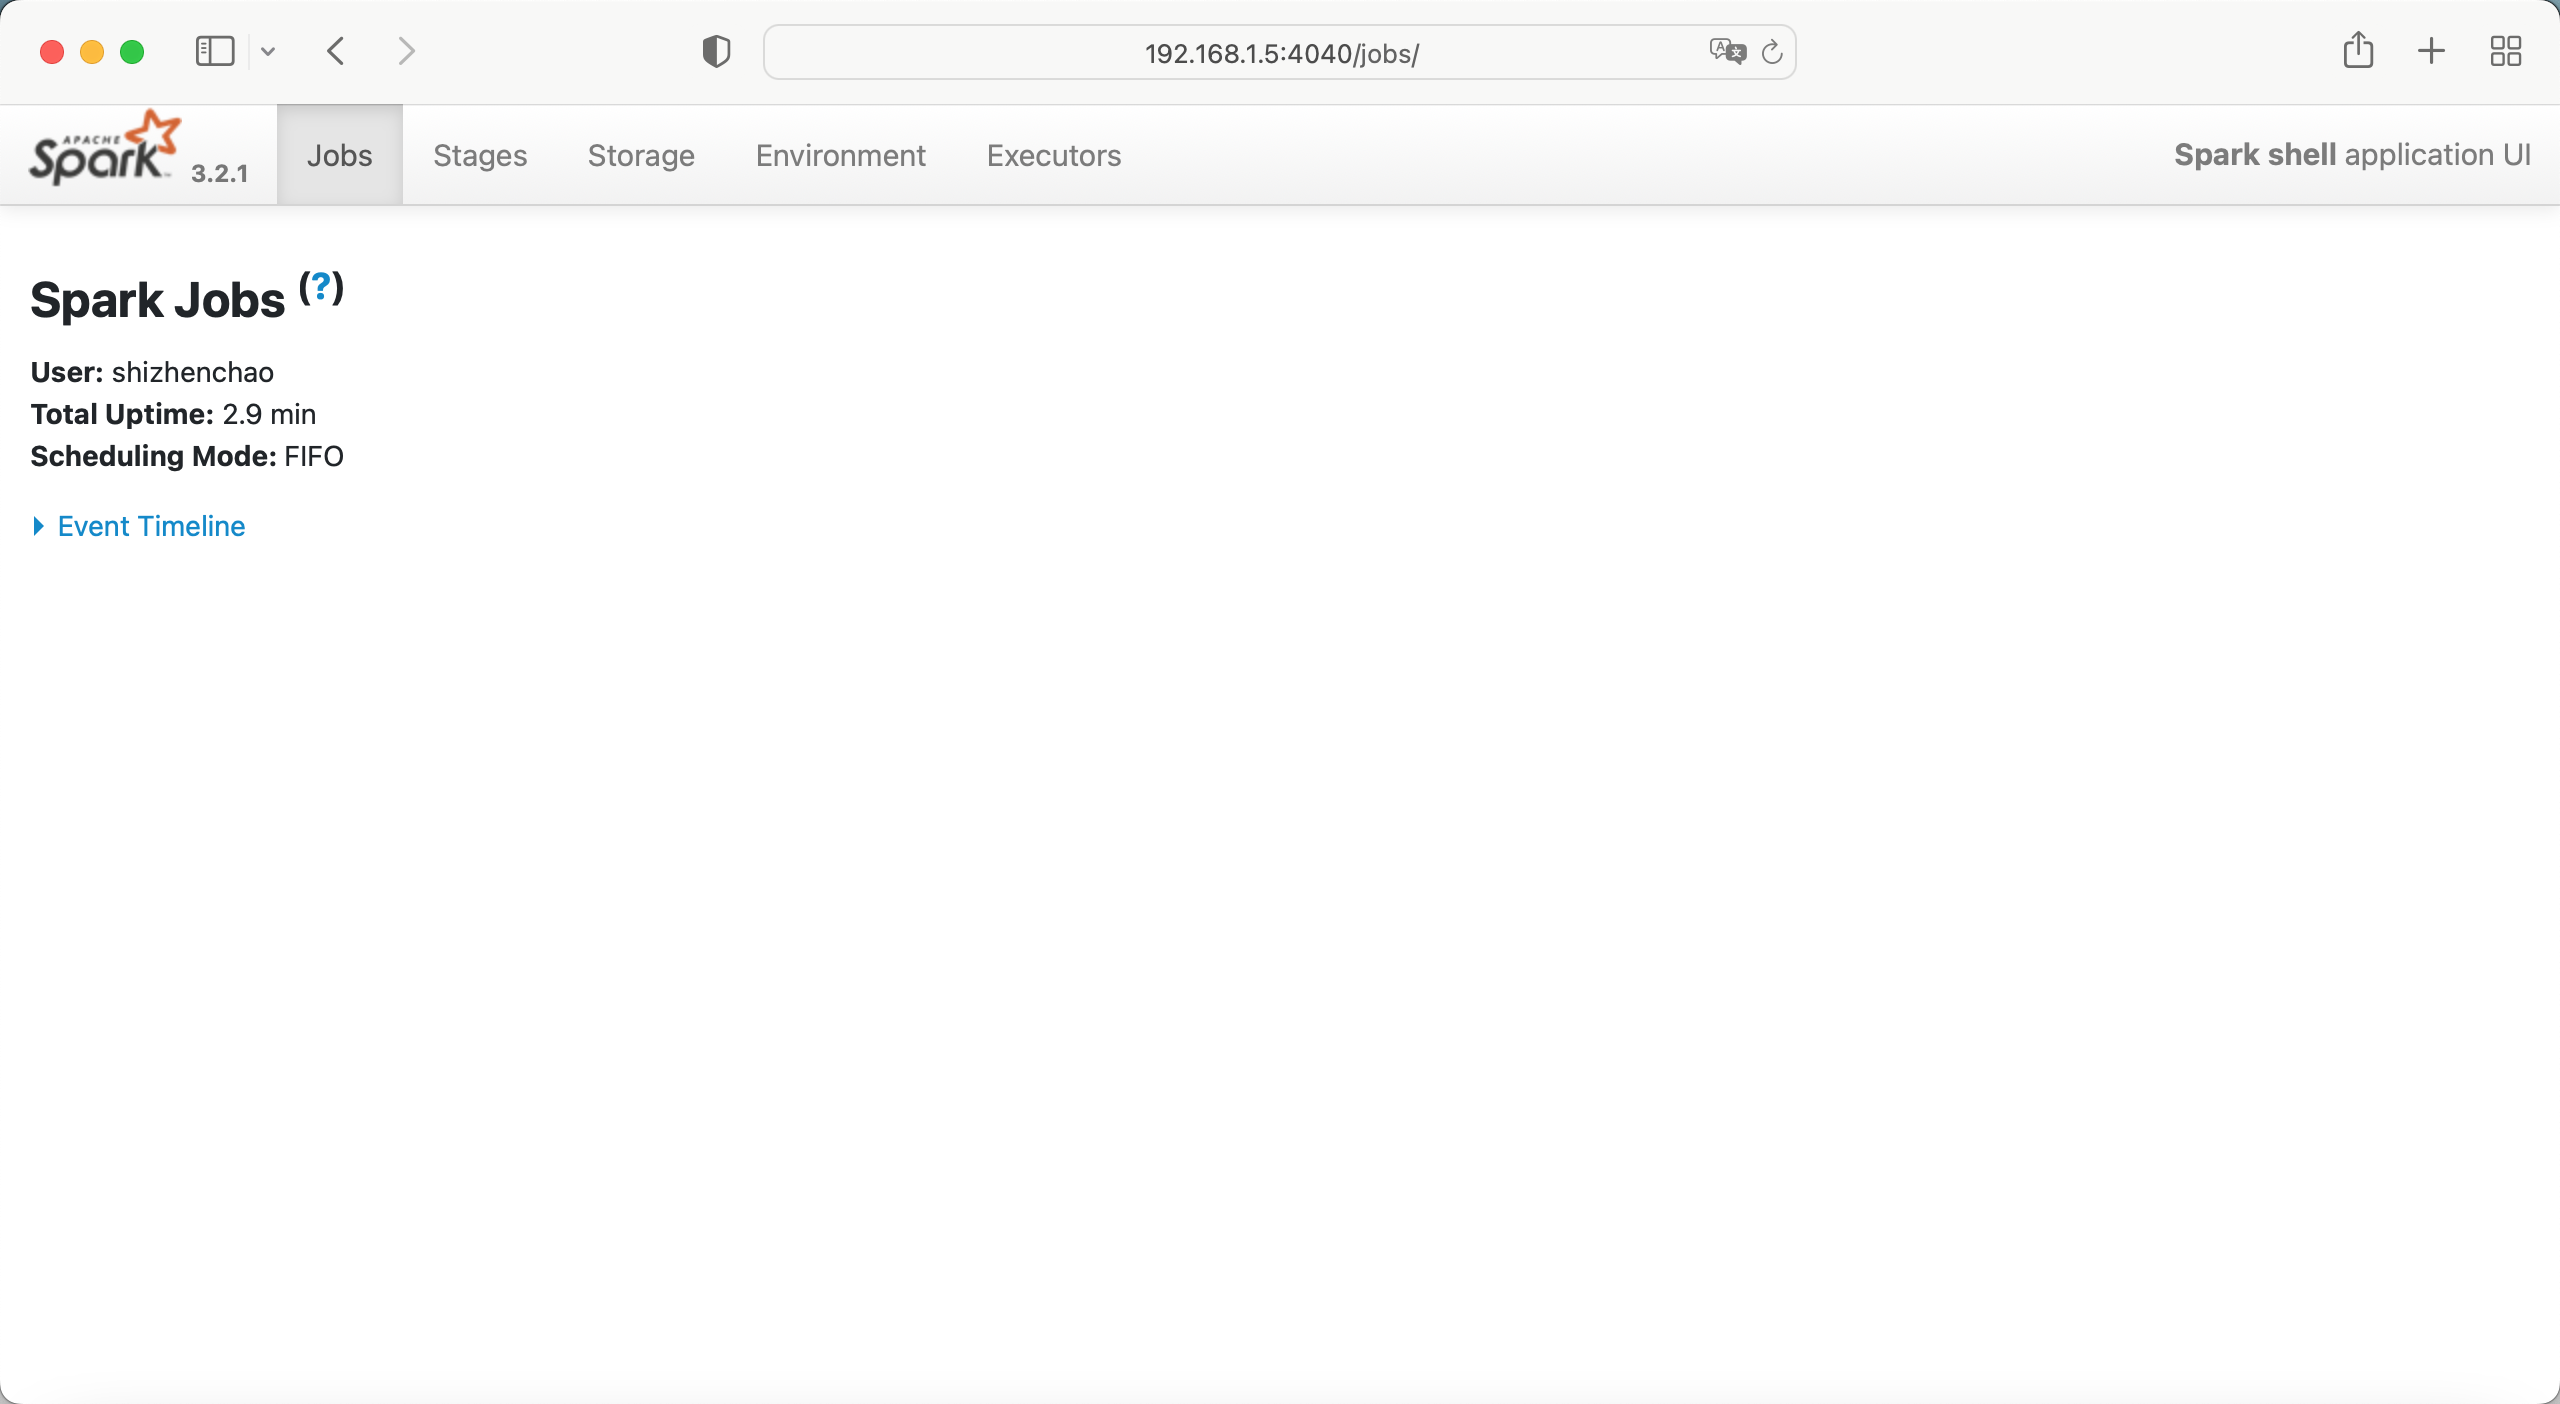 192.168.1.5:4040/jobs/
APACHE
Spark 3.2.1
Jobs Stages Storage Environment Executors Spark shell application UI
Spark Jobs (?)
User: shizhenchao
Total Uptime: 2.9 min
Scheduling Mode: FIFO
Event Timeline